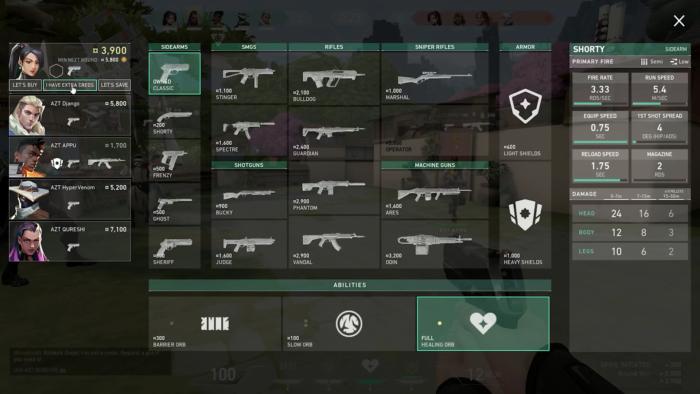 3,900
MIN NEXT ROUND: 5,800
LET'S BUY
I HAVE EXTRA CREDS
LET'S SAVE
AZT Django
5,800
AZT APPU
1,700
AZT HyperVenom
5,200
AZT QURESHI
7,100
SIDEARMS
OWNED
CLASSIC
SHORTY
FRENZY
500
GHOST
SHERIFF
SMGS
1,100
STINGER
1,600
SPECTRE
SHOTGUNS
900
BUCKY
1,600
JUDGE
RIFLES
2,100
BULLDOG
2,400
GUARDIAN
2,900
PHANTOM
2,900
VANDAL
SNIPER RIFLES
1,000
MARSHAL
OPERATOR
MACHINE GUNS
1,600
ARES
3,200
ODIN
ARMOR
400
LIGHT SHIELDS
1,000
HEAVY SHIELDS
ABILITIES
300
BARRIER ORB
100
SLOW ORB
FULL
HEALING ORB
SHORTY
SIDEARM
PRIMARY FIRE
Semi
Low
FIRE RATE
3.33
RDS/SEC
RUN SPEED
5.4
M/SEC
EQUIP SPEED
0.75
SEC
1ST SHOT SPREAD
4
DEG (HIP/ADS)
RELOAD SPEED
1.75
SEC
MAGAZINE
2
RDS
DAMAGE
HEAD 24 16 6
BODY 12 8 3
LEGS 10 6 2
100
12